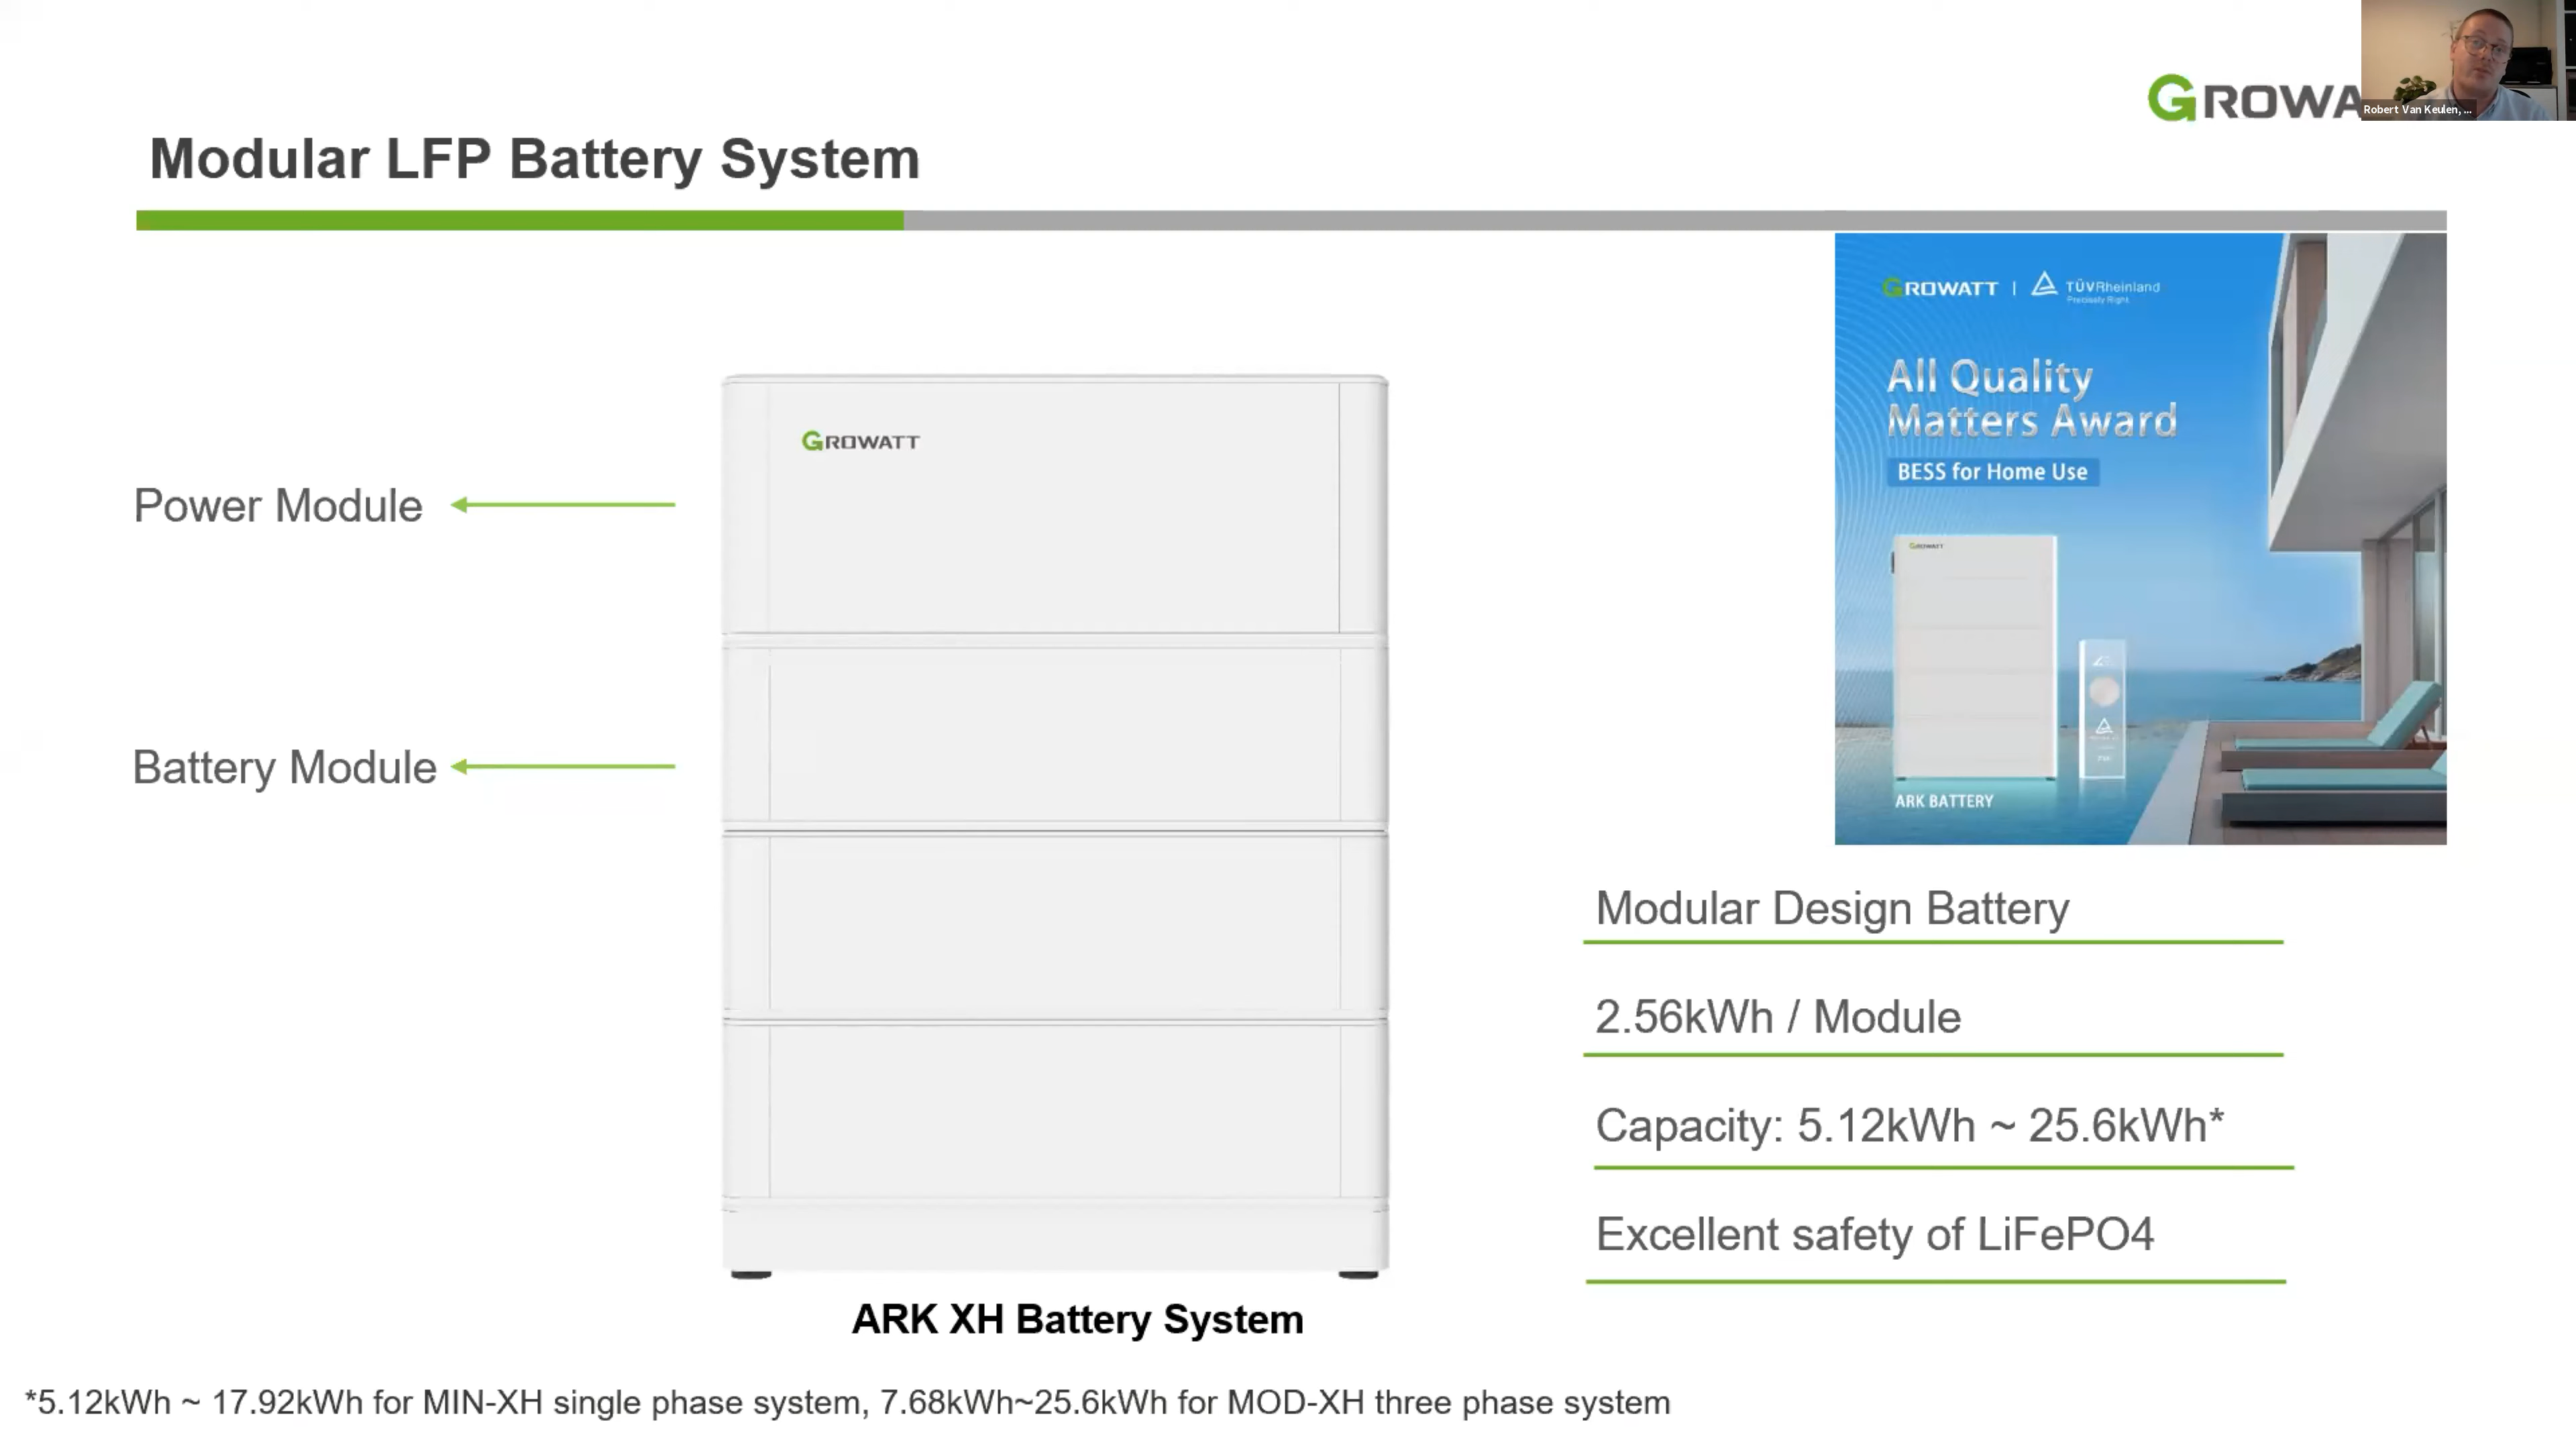 GROWA
Robert Van Keulen, ...
Modular LFP Battery System
GROWATT
Power Module
Battery Module
ARK XH Battery System
GROWATT | TÜVRheinland
Precisely Right.
All Quality
Matters Award
BESS for Home Use
GROWATT
ARK BATTERY
Modular Design Battery
2.56kWh / Module
Capacity: 5.12kWh ~ 25.6kWh*
Excellent safety of LiFePO4
*5.12kWh ~ 17.92kWh for MIN-XH single phase system, 7.68kWh~25.6kWh for MOD-XH three phase system